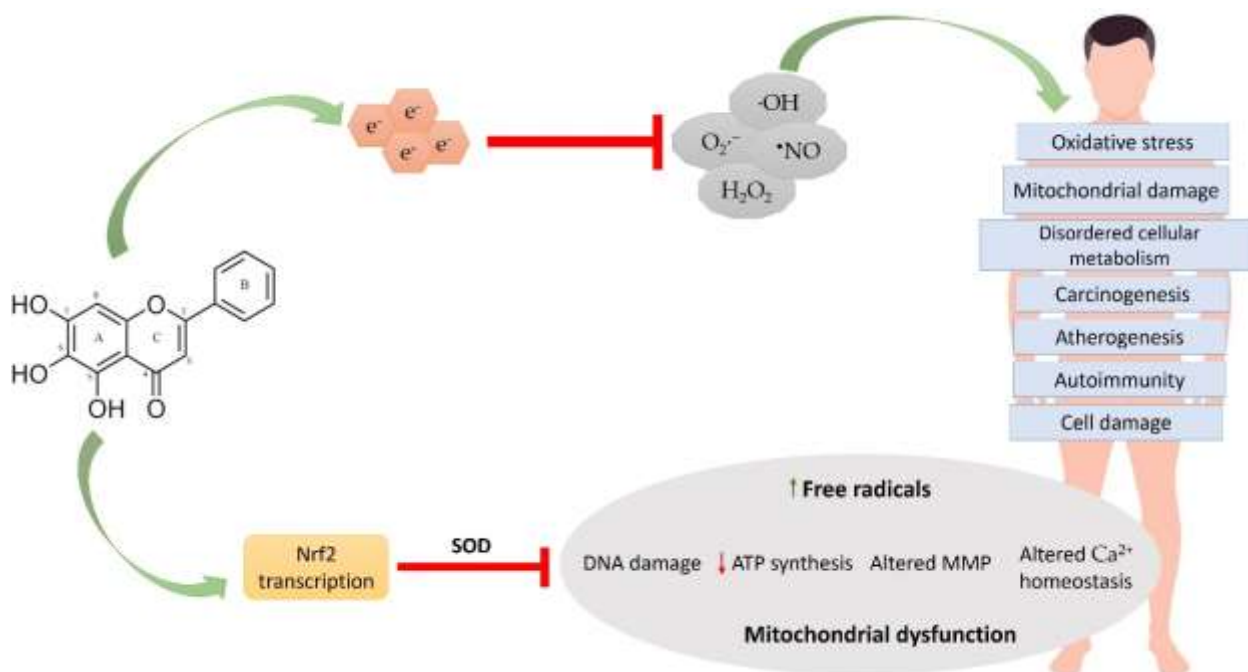 e⁻
e⁻
e⁻
e⁻
·OH
O₂·⁻
•NO
H₂O₂
Oxidative stress
Mitochondrial damage
Disordered cellular
metabolism
Carcinogenesis
Atherogenesis
Autoimmunity
Cell damage
B
HO
O
A
C
4
HO
OH
O
Nrf2
transcription
SOD
↑ Free radicals
DNA damage
↓ ATP synthesis
Altered MMP
Altered Ca²⁺
homeostasis
Mitochondrial dysfunction